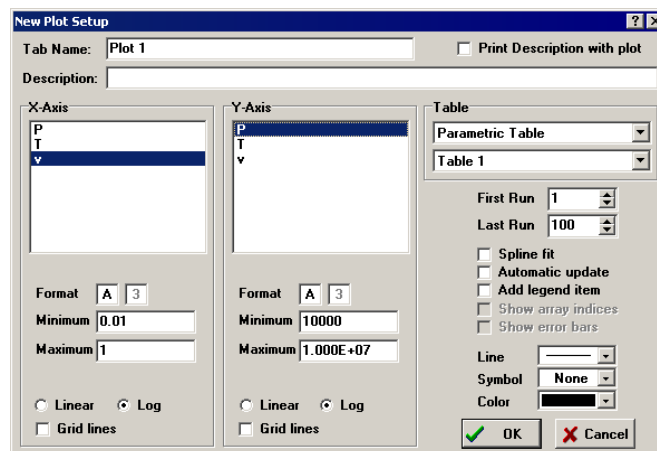 New Plot Setup
Tab Name: Plot 1
Print Description with plot
Description:
X-Axis
P
T
v
Format A 3
Minimum 0.01
Maximum 1
Linear Log
Grid lines
Y-Axis
P
T
v
Format A 3
Minimum 10000
Maximum 1.000E+07
Linear Log
Grid lines
Table
Parametric Table
Table 1
First Run 1
Last Run 100
Spline fit
Automatic update
Add legend item
Show array indices
Show error bars
Line
Symbol None
Color
OK Cancel